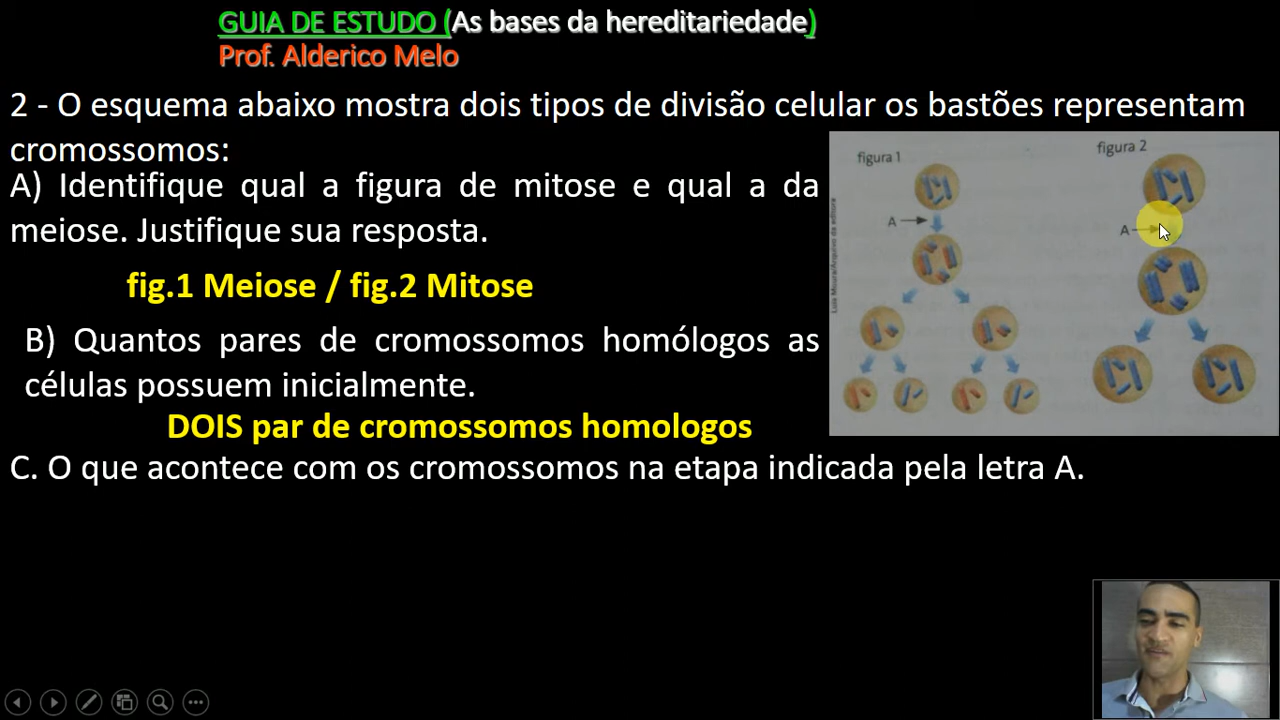 GUIA DE ESTUDO (As bases da hereditariedade)
Prof. Alderico Melo
2 - O esquema abaixo mostra dois tipos de divisão celular os bastões representam
cromossomos:
A) Identifique qual a figura de mitose e qual a da
meiose. Justifique sua resposta.
fig.1 Meiose / fig.2 Mitose
B) Quantos pares de cromossomos homólogos as
células possuem inicialmente.
DOIS par de cromossomos homologos
C. O que acontece com os cromossomos na etapa indicada pela letra A.
figura 1
A
figura 2
A